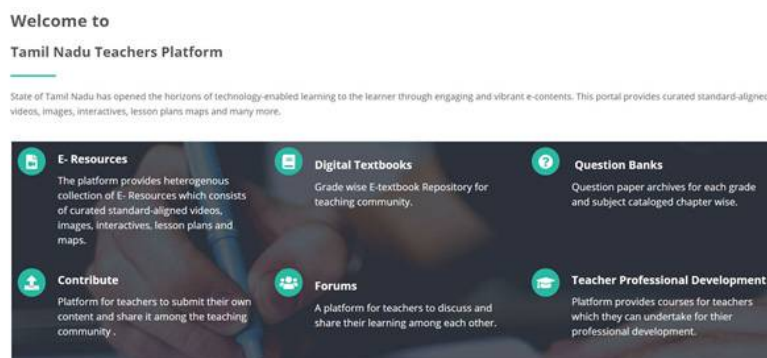 Welcome to
Tamil Nadu Teachers Platform
State of Tamil Nadu has opened the horizons of technology-enabled learning to the learner through engaging and vibrant e-contents. This portal provides curated standard-aligned
videos, images, interactives, lesson plans maps and many more.
E- Resources
The platform provides heterogenous
collection of E- Resources which consists
of curated standard-aligned videos,
images, interactives, lesson plans and
maps.
Digital Textbooks
Grade wise E-textbook Repository for
teaching community.
Question Banks
Question paper archives for each grade
and subject cataloged chapter wise.
Contribute
Platform for teachers to submit their own
content and share it among the teaching
community .
Forums
A platform for teachers to discuss and
share their learning among each other.
Teacher Professional Development
Platform provides courses for teachers
which they can undertake for thier
professional development.